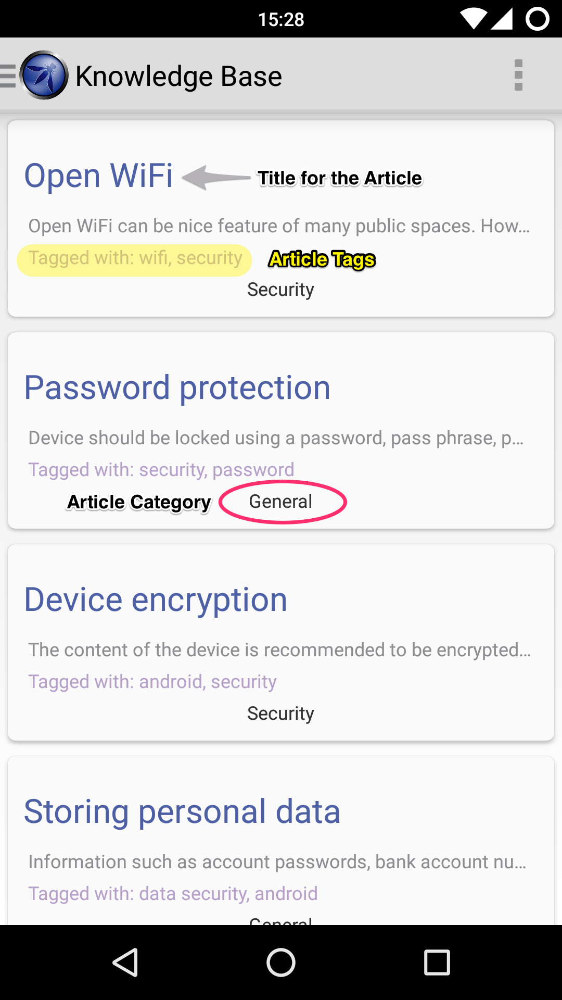 15:28
Knowledge Base
Open WiFi Title for the Article
Open WiFi can be nice feature of many public spaces. How...
Tagged with: wifi, security Article Tags
Security
Password protection
Device should be locked using a password, pass phrase, p...
Tagged with: security, password
Article Category General
Device encryption
The content of the device is recommended to be encrypted...
Tagged with: android, security
Security
Storing personal data
Information such as account passwords, bank account nu...
Tagged with: data security, android
General